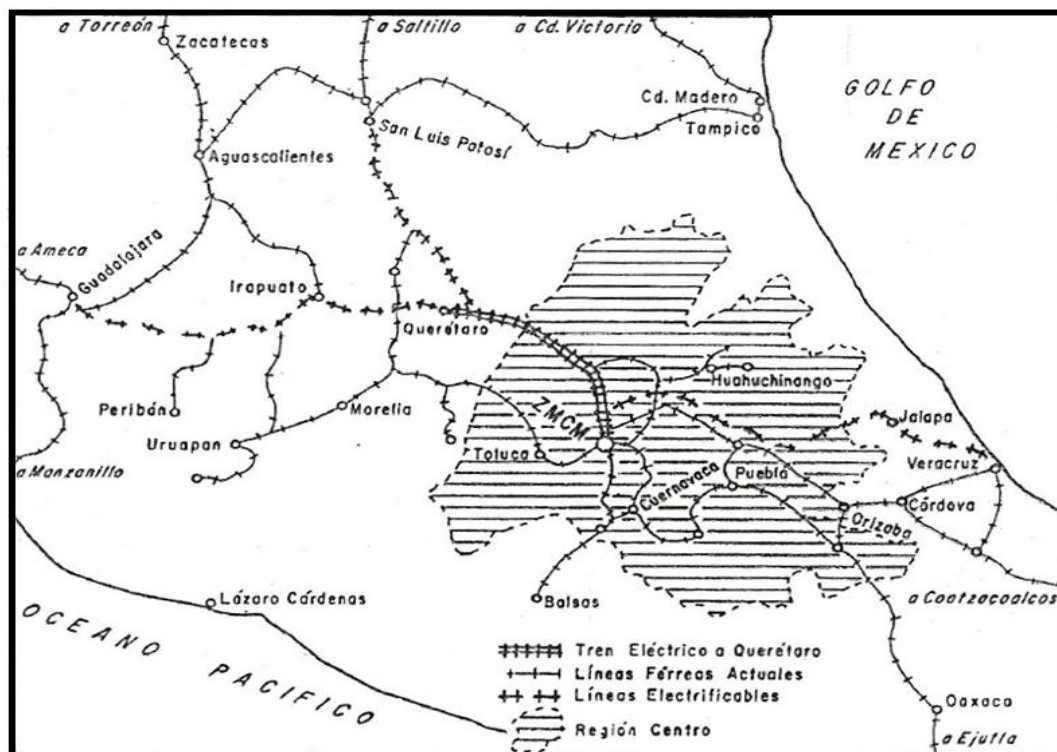 a Torreón
a Saltillo
a Cd. Victoria
Zacatecas
Cd. Madero
Tampico
GOLFO
DE
MEXICO
San Luis Potosí
Aguascalientes
a Ameca
Guadalajara
Irapuato
Querétaro
Huahuchinango
Peribán
Morelia
ZMCM
Jalapa
Uruapan
Toluca
a Manzanillo
Veracruz
Puebla
Cuernavaca
Córdova
Orizaba
Lázaro Cárdenas
Balsas
a Coatzacoalcos
OCEANO PACIFICO
Tren Eléctrico a Querétaro
Líneas Férreas Actuales
Líneas Electrificables
Región Centro
Oaxaca
a Ejutla